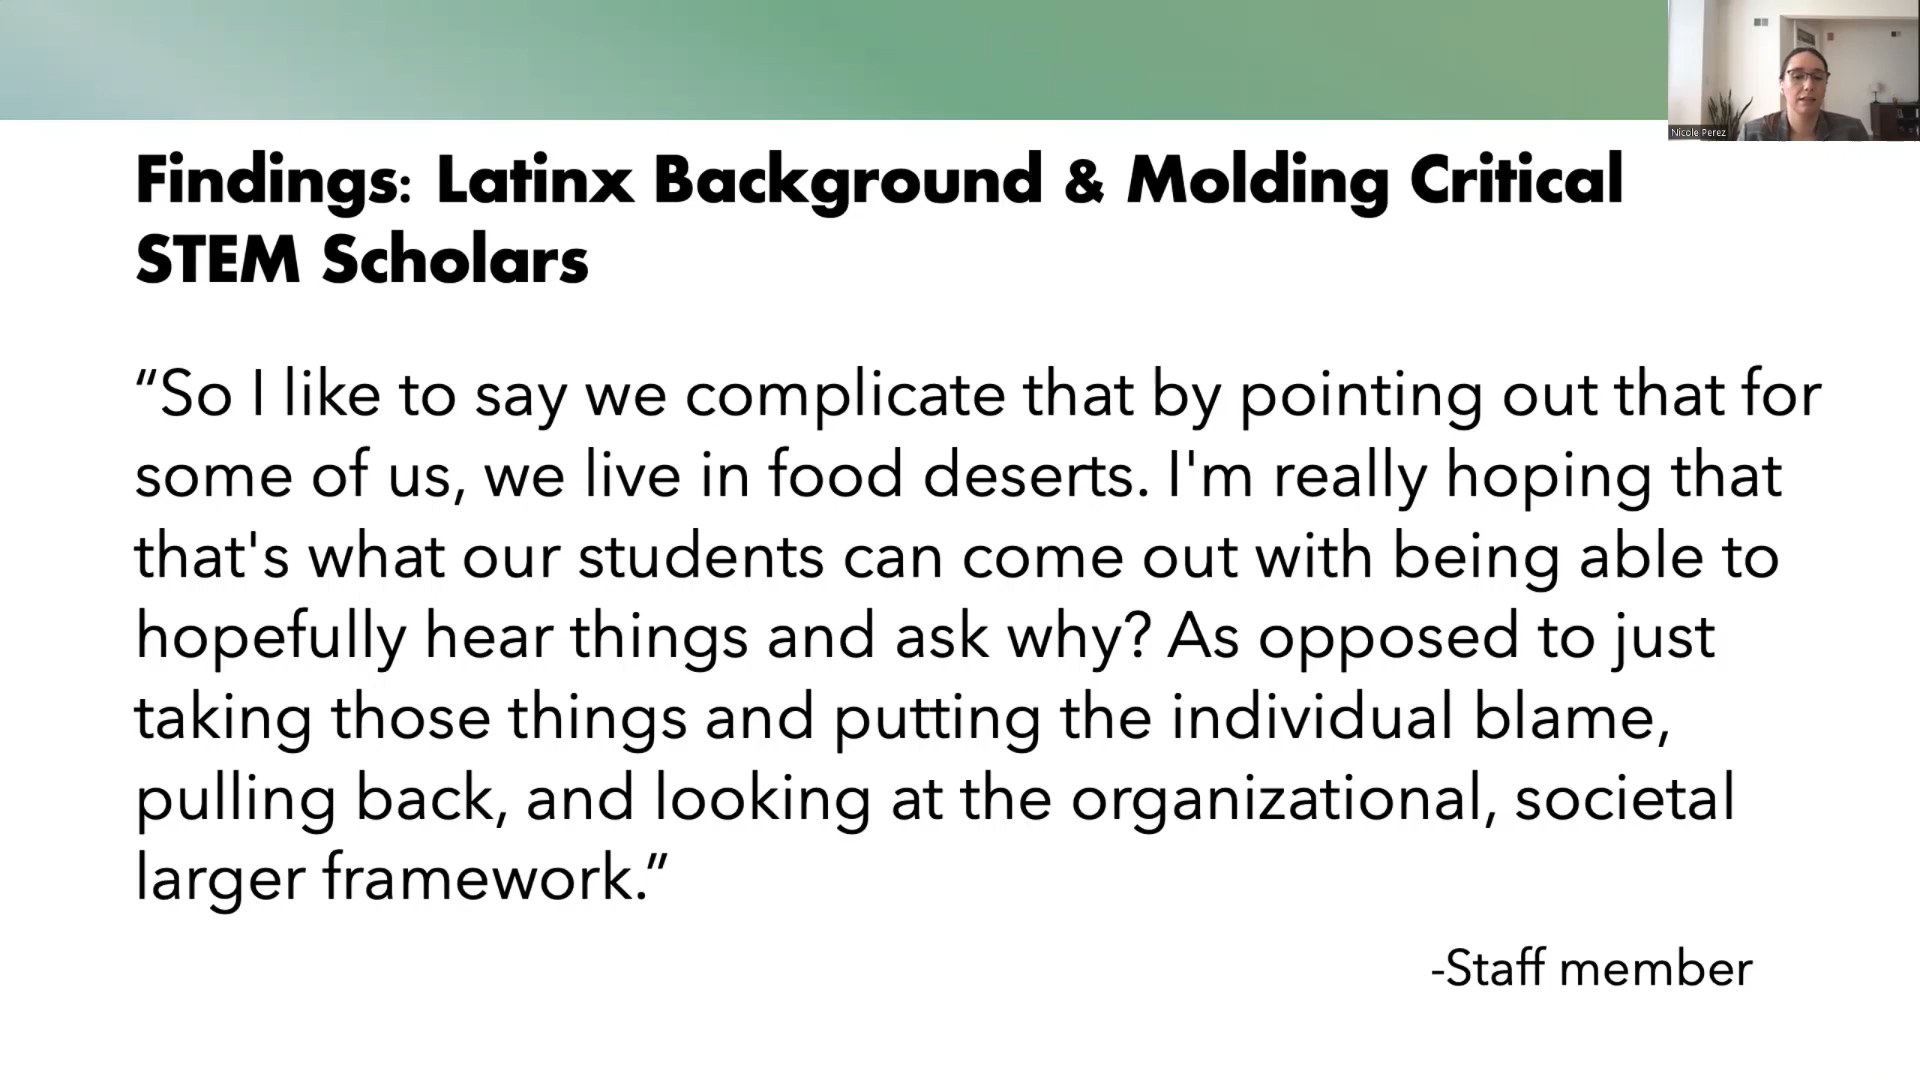 Nicole Perez
Findings: Latinx Background & Molding Critical
STEM Scholars
“So I like to say we complicate that by pointing out that for
some of us, we live in food deserts. I'm really hoping that
that's what our students can come out with being able to
hopefully hear things and ask why? As opposed to just
taking those things and putting the individual blame,
pulling back, and looking at the organizational, societal
larger framework.”
-Staff member